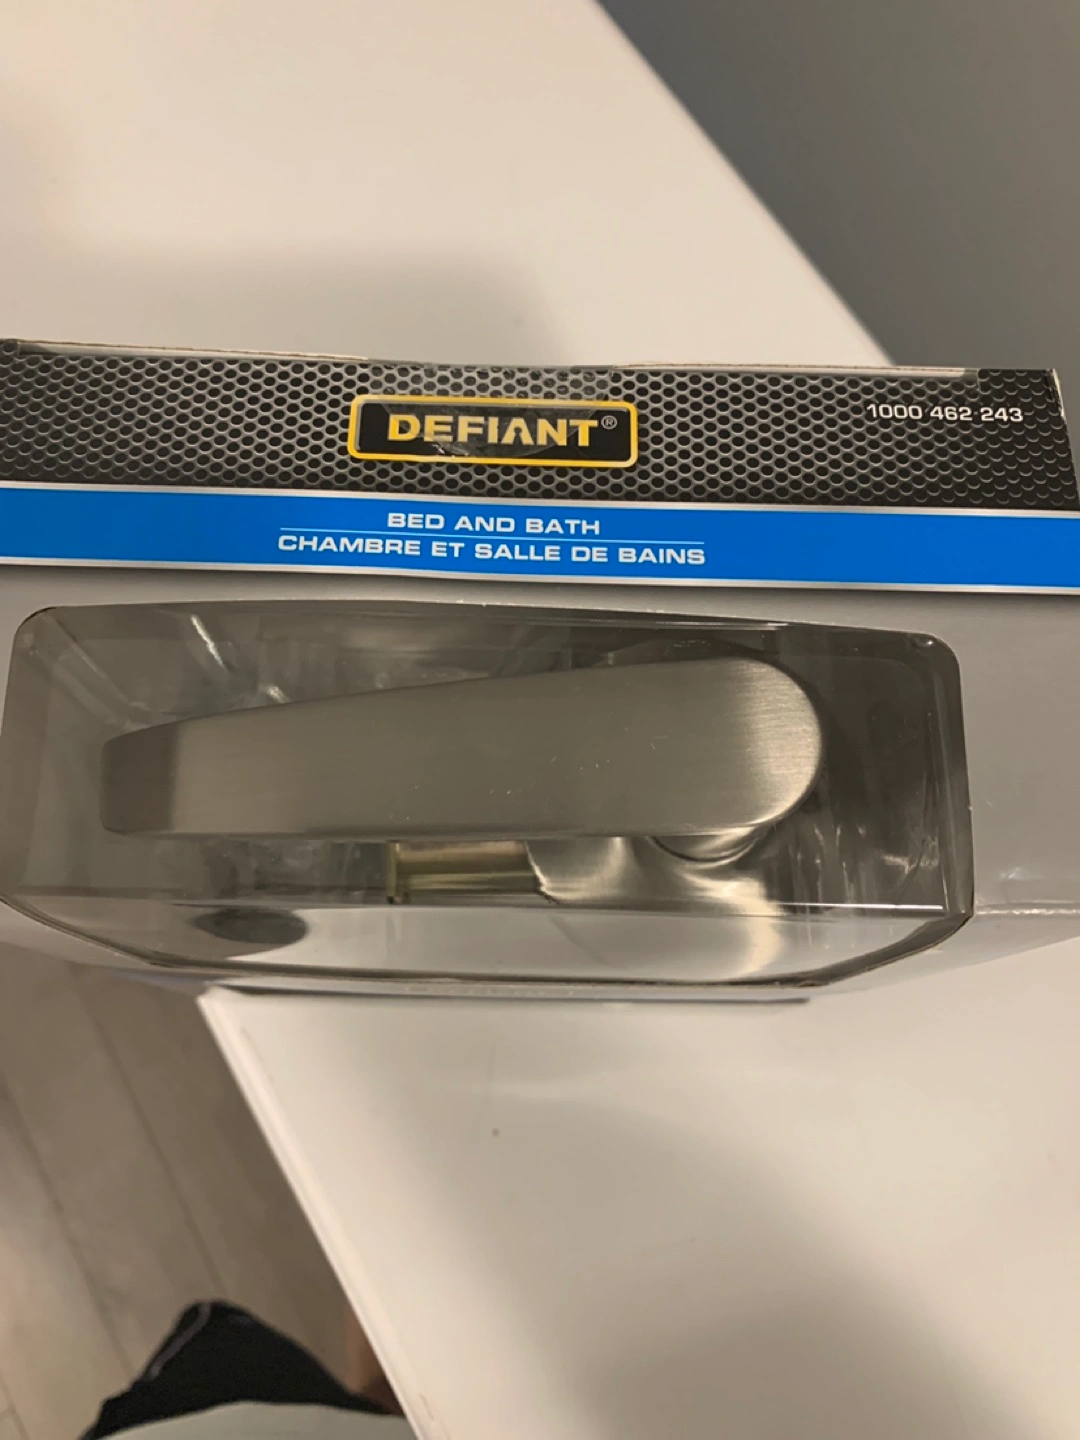 DEFIANT®
1000 462 243
BED AND BATH
CHAMBRE ET SALLE DE BAINS